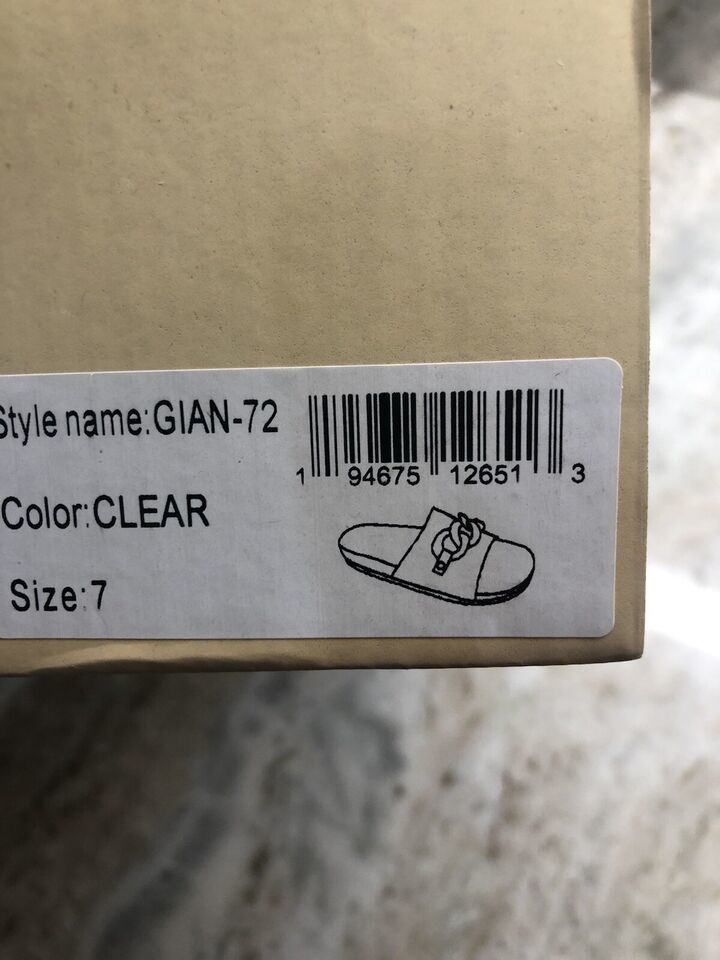 Style name:GIAN-72
Color:CLEAR
Size:7
1 94675 12651 3